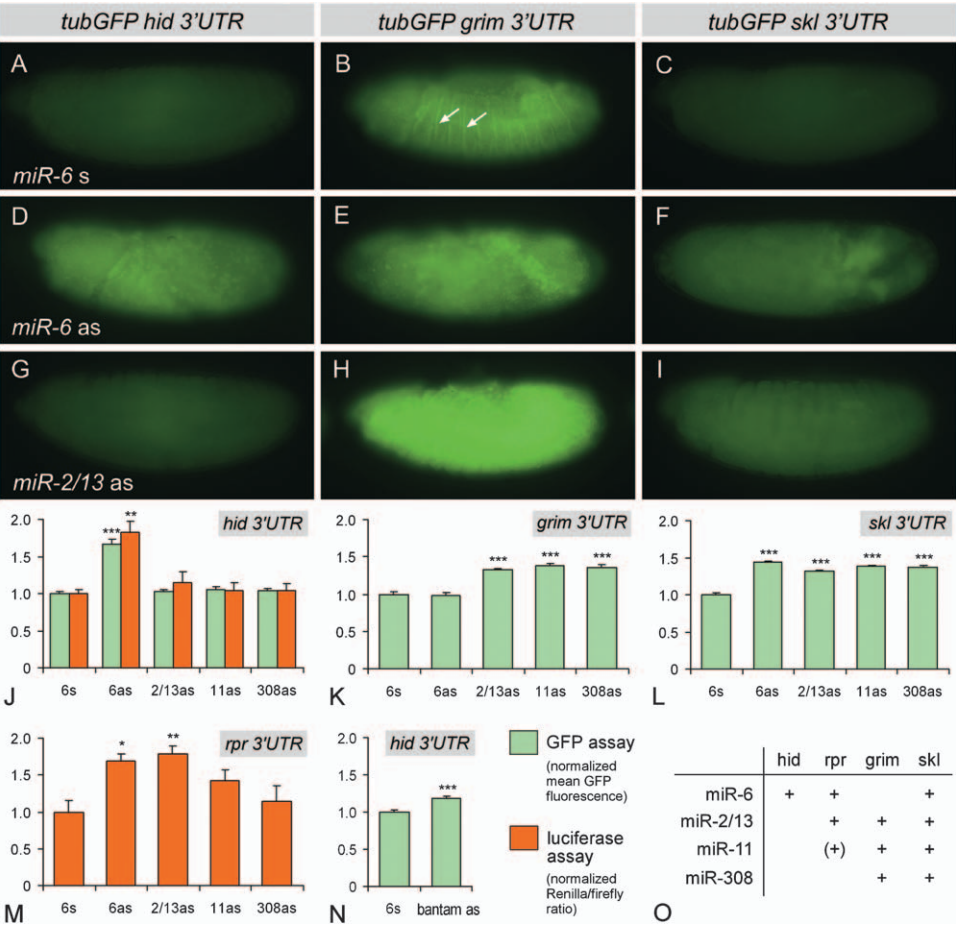 tubGFP hid 3'UTR
tubGFP grim 3'UTR
tubGFP skl 3'UTR
A
B
C
miR-6 s
D
E
F
miR-6 as
G
H
I
miR-2/13 as
2.0
1.5
1.0
0.5
0
*** **
hid 3'UTR
6s 6as 2/13as 11as 308as
J
2.0
1.5
1.0
0.5
0
*** *** ***
grim 3'UTR
6s 6as 2/13as 11as 308as
K
2.0
1.5
1.0
0.5
0
*** *** *** ***
skl 3'UTR
6s 6as 2/13as 11as 308as
L
2.0
1.5
1.0
0.5
0
* **
rpr 3'UTR
6s 6as 2/13as 11as 308as
M
2.0
1.5
1.0
0.5
0
***
hid 3'UTR
6s bantam as
N
GFP assay
(normalized
mean GFP
fluorescence)
luciferase
assay
(normalized
Renilla/firefly
ratio)
hid rpr grim skl
miR-6 + + +
miR-2/13 + + +
miR-11 (+) + +
miR-308 + +
O